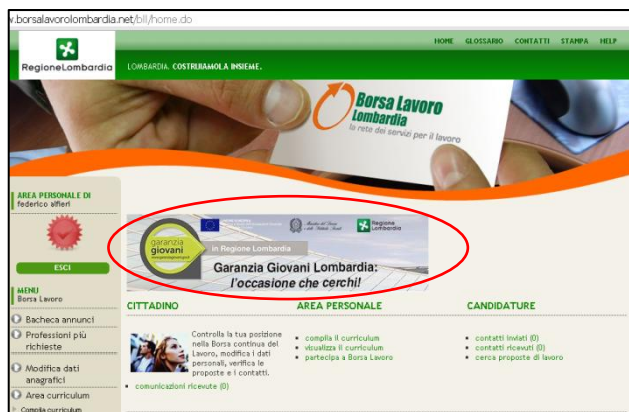 w.borsalavorolombardia.net/bll/home.do
HOME GLOSSARIO CONTATTI STAMPA HELP
RegioneLombardia
LOMBARDIA. COSTRUIAMOLA INSIEME.
Borsa Lavoro
Lombardia
la rete dei servizi per il lavoro
AREA PERSONALE DI
federico alfieri
ESCI
MENU
Borsa Lavoro
Bacheca annunci
Professioni più
richieste
Modifica dati
anagrafici
Area curriculum
Compila curriculum
Regione
Lombardia
garanzia
giovani
in Regione Lombardia
Garanzia Giovani Lombardia:
l'occasione che cerchi!
CITTADINO
Controlla la tua posizione
nella Borsa continua del
Lavoro, modifica i dati
personali, verifica le
proposte e i contatti.
comunicazioni ricevute (0)
AREA PERSONALE
compila il curriculum
visualizza il curriculum
partecipa a Borsa Lavoro
CANDIDATURE
contatti inviati (0)
contatti ricevuti (0)
cerca proposte di lavoro